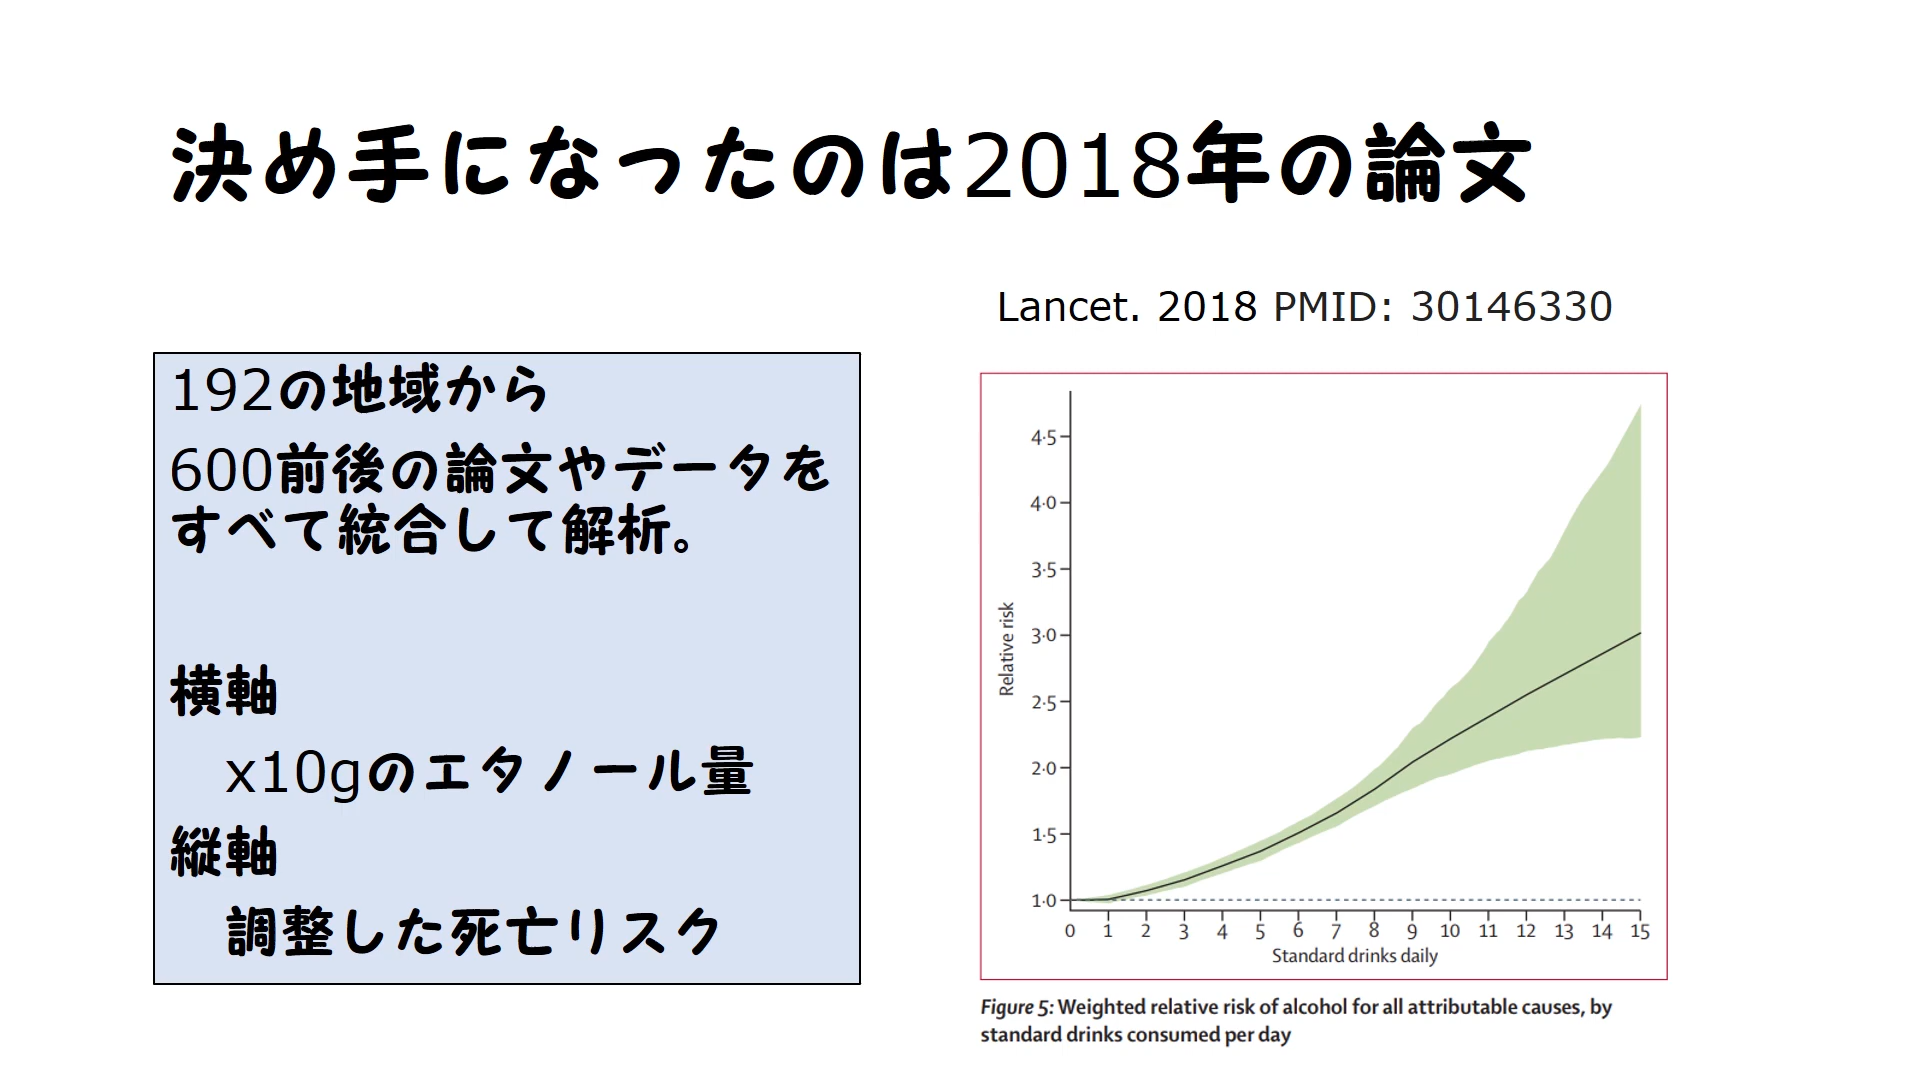 決め手になったのは2018年の論文
Lancet. 2018 PMID: 30146330
192の地域から
600前後の論文やデータを
すべて統合して解析。
横軸
x10gのエタノール量
縦軸
調整した死亡リスク
4·5
4·0
3·5
3·0
2·5
2·0
1·5
1·0
Relative risk
0 1 2 3 4 5 6 7 8 9 10 11 12 13 14 15
Standard drinks daily
Figure 5: Weighted relative risk of alcohol for all attributable causes, by
standard drinks consumed per day